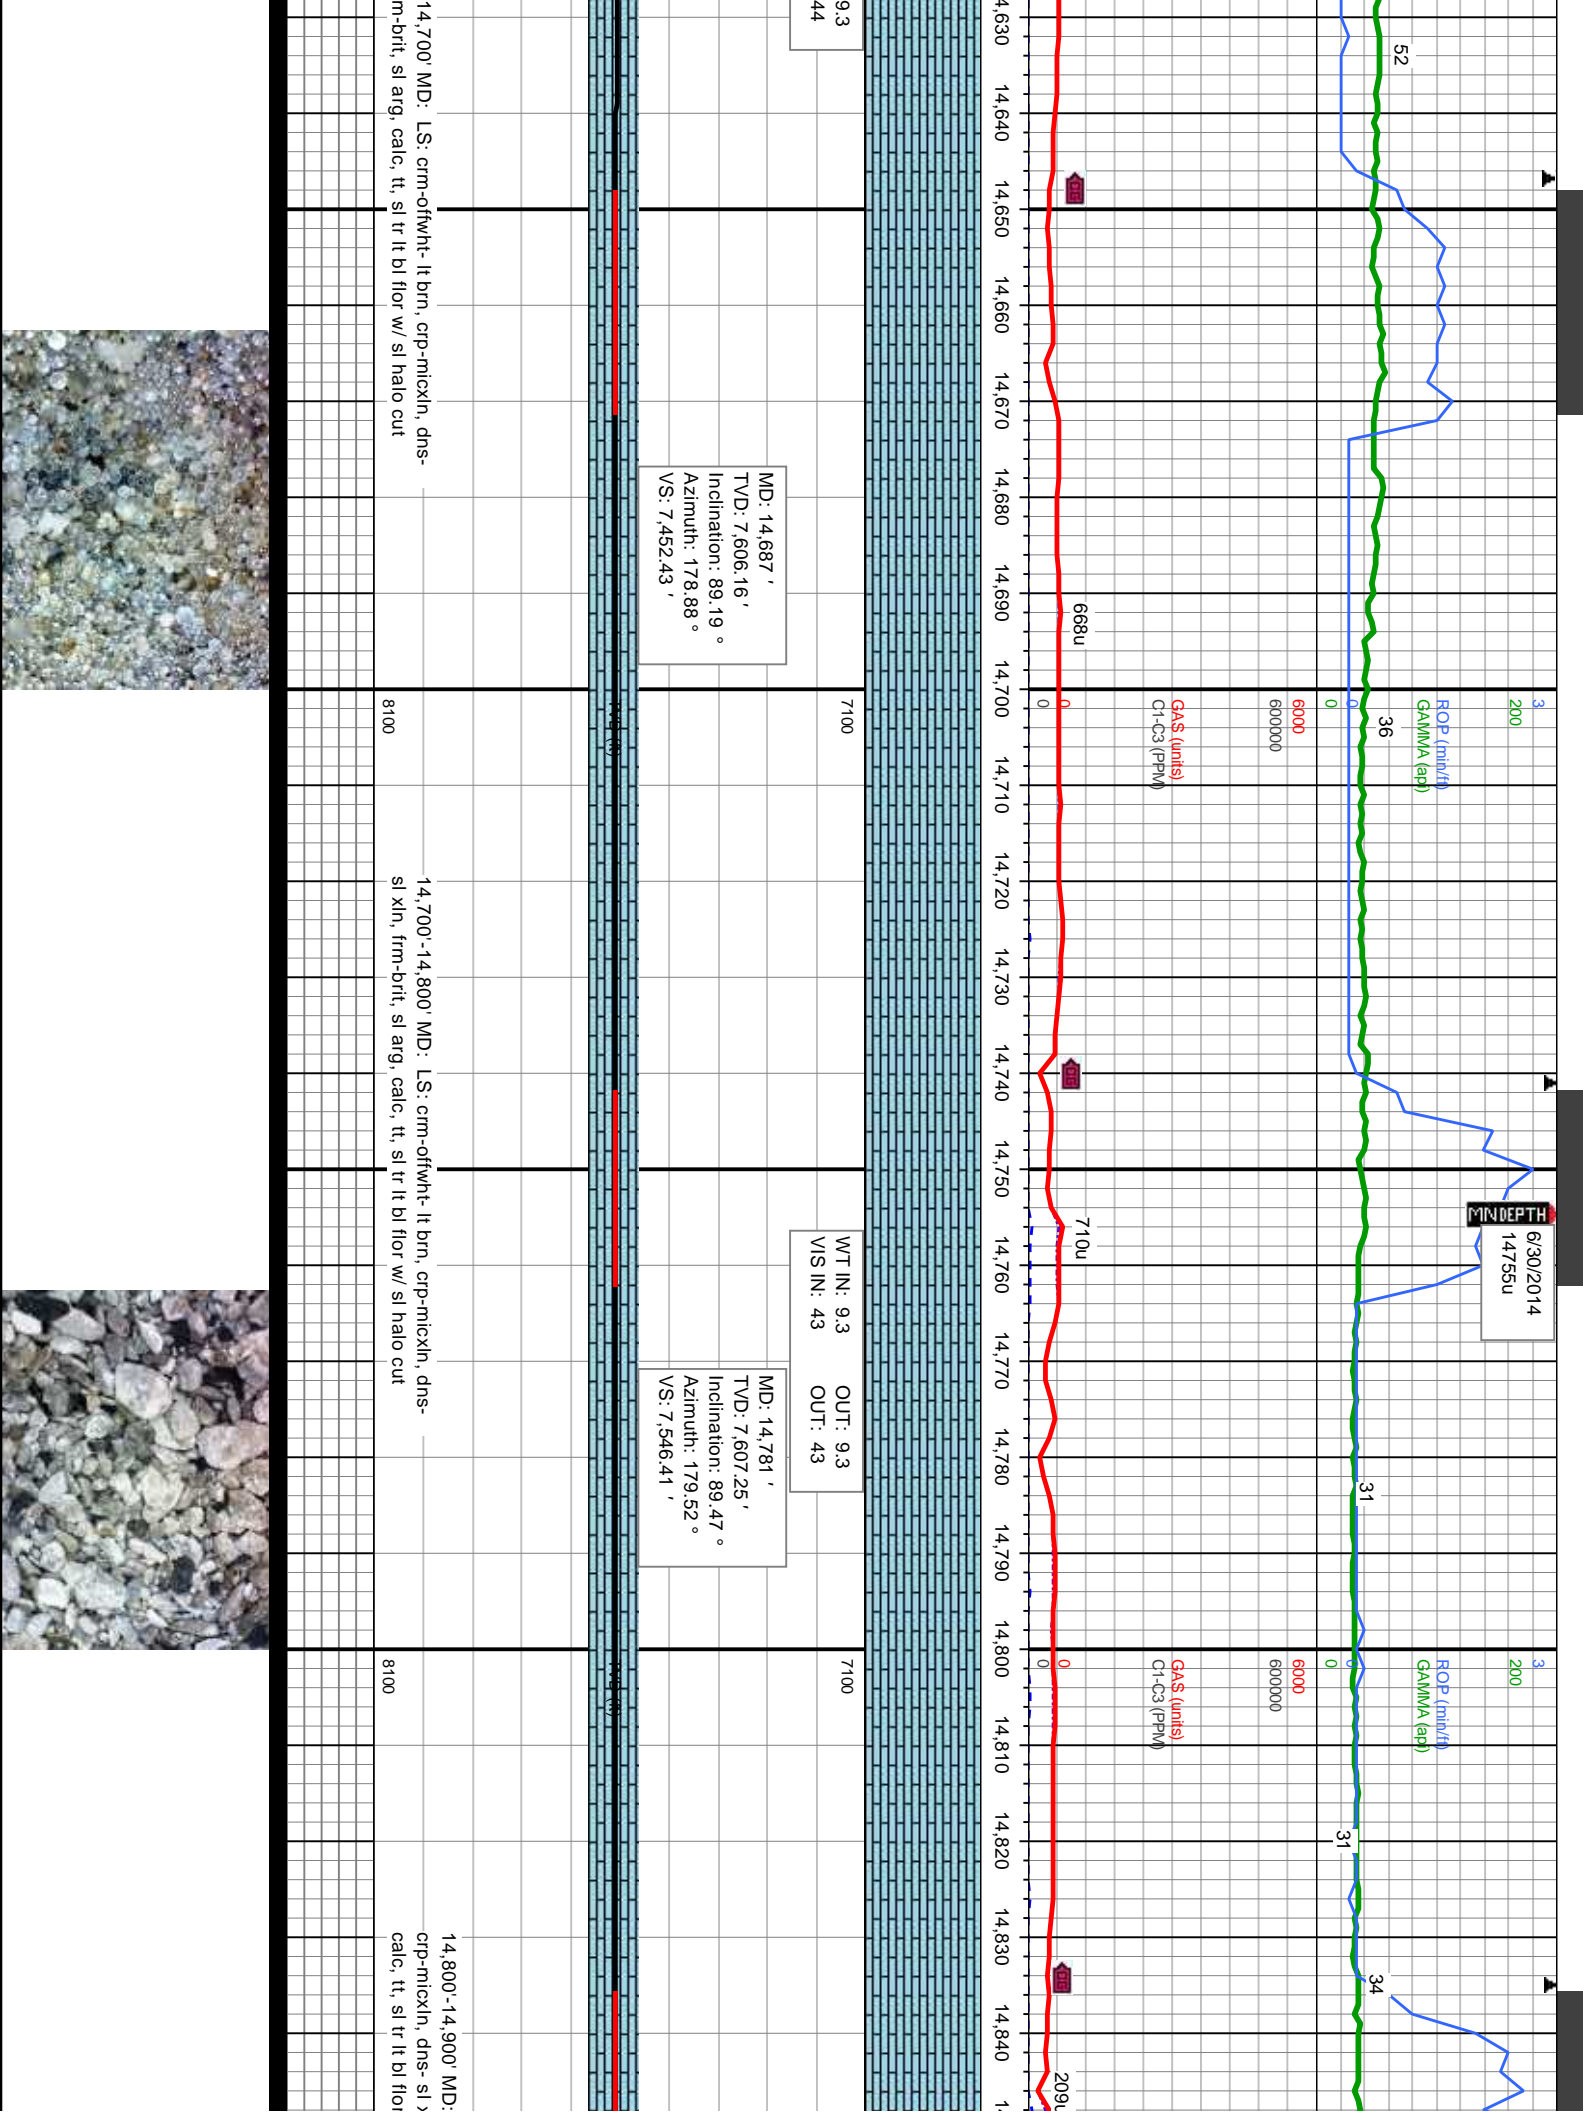 52
3
200
ROP (min/ft)
GAMMA (api)
0
0
36
6/30/2014
14755u
MN DEPTH
31
3
200
ROP (min/ft)
GAMMA (api)
0
0
31
34
6000
600000
GAS (units)
C1-C3 (PPM)
0
0
668u
710u
6000
600000
GAS (units)
C1-C3 (PPM)
0
0
209u
CG
CG
CG
4,630
14,640
14,650
14,660
14,670
14,680
14,690
14,700
14,710
14,720
14,730
14,740
14,750
14,760
14,770
14,780
14,790
14,800
14,810
14,820
14,830
14,840
9.3
44
7100
WT IN: 9.3 OUT: 9.3
VIS IN: 43 OUT: 43
7100
MD: 14,687 '
TVD: 7,606.16 '
Inclination: 89.19 °
Azimuth: 178.88 °
VS: 7,452.43 '
MD: 14,781 '
TVD: 7,607.25 '
Inclination: 89.47 °
Azimuth: 179.52 °
VS: 7,546.41 '
TVD (ft)
TVD (ft)
14,700' MD: LS: crm-offwht- lt brn, crp-micxln, dns-
m-brit, sl arg, calc, tt, sl tr lt bl flor w/ sl halo cut
8100
14,700'-14,800' MD: LS: crm-offwht- lt brn, crp-micxln, dns-
sl xln, frm-brit, sl arg, calc, tt, sl tr lt bl flor w/ sl halo cut
8100
14,800'-14,900' MD:
crp-micxln, dns- sl x
calc, tt, sl tr lt bl flor